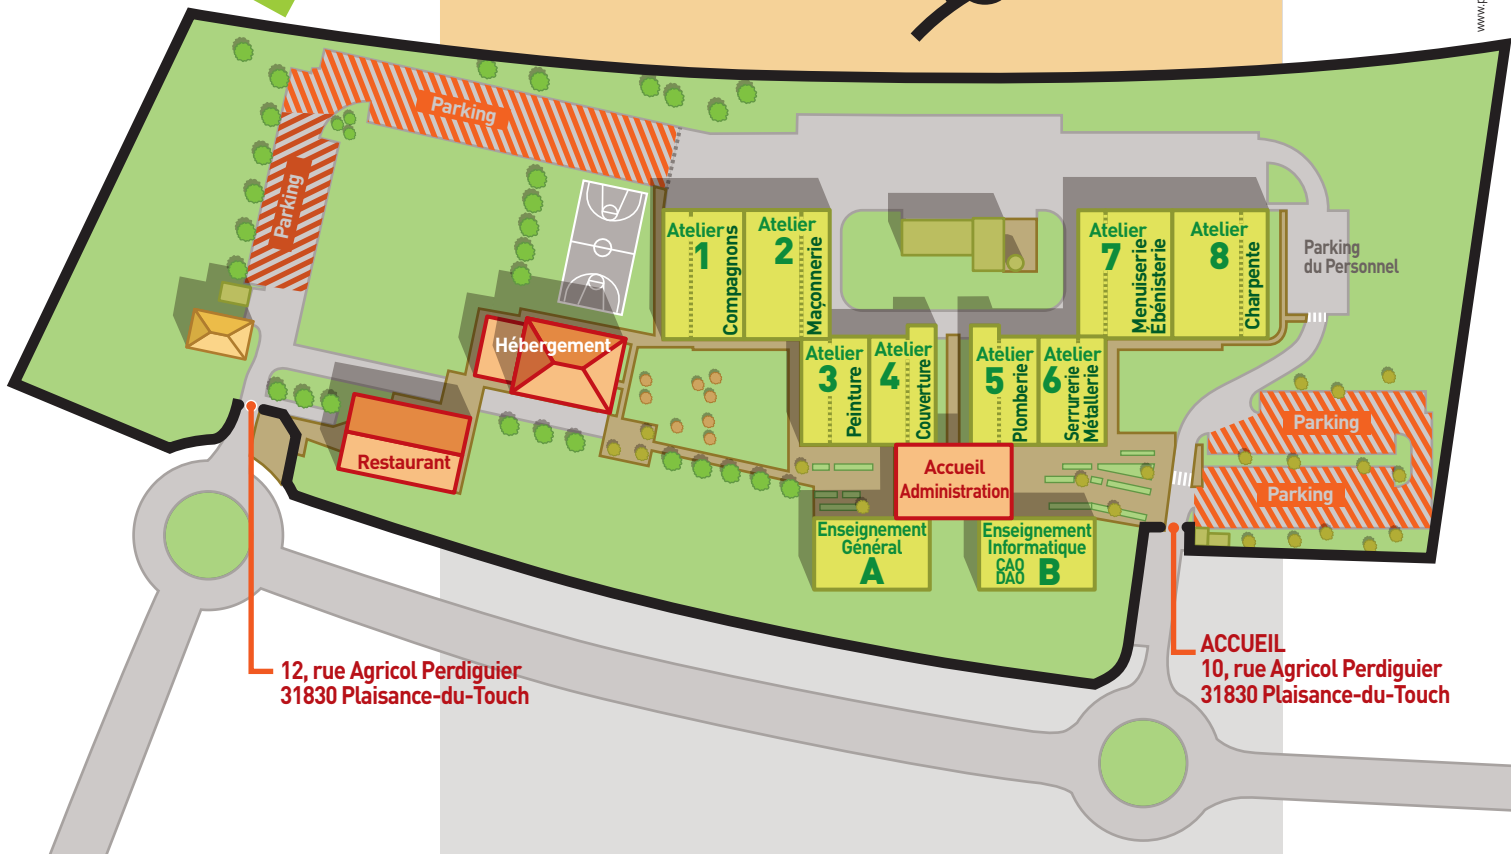 www.p
Parking
Parking
Atelier
1
Compagnons
Atelier
2
Maçonnerie
Atelier
7
Menuiserie
Ébénisterie
Atelier
8
Charpente
Parking
du Personnel
Hébergement
Atelier
3
Peinture
Atelier
4
Couverture
Atelier
5
Plomberie
Atelier
6
Serrurerie
Métallerie
Restaurant
Accueil
Administration
Parking
Parking
Enseignement
Général
A
Enseignement
Informatique
CAO
DAO
B
12, rue Agricol Perdiguier
31830 Plaisance-du-Touch
ACCUEIL
10, rue Agricol Perdiguier
31830 Plaisance-du-Touch